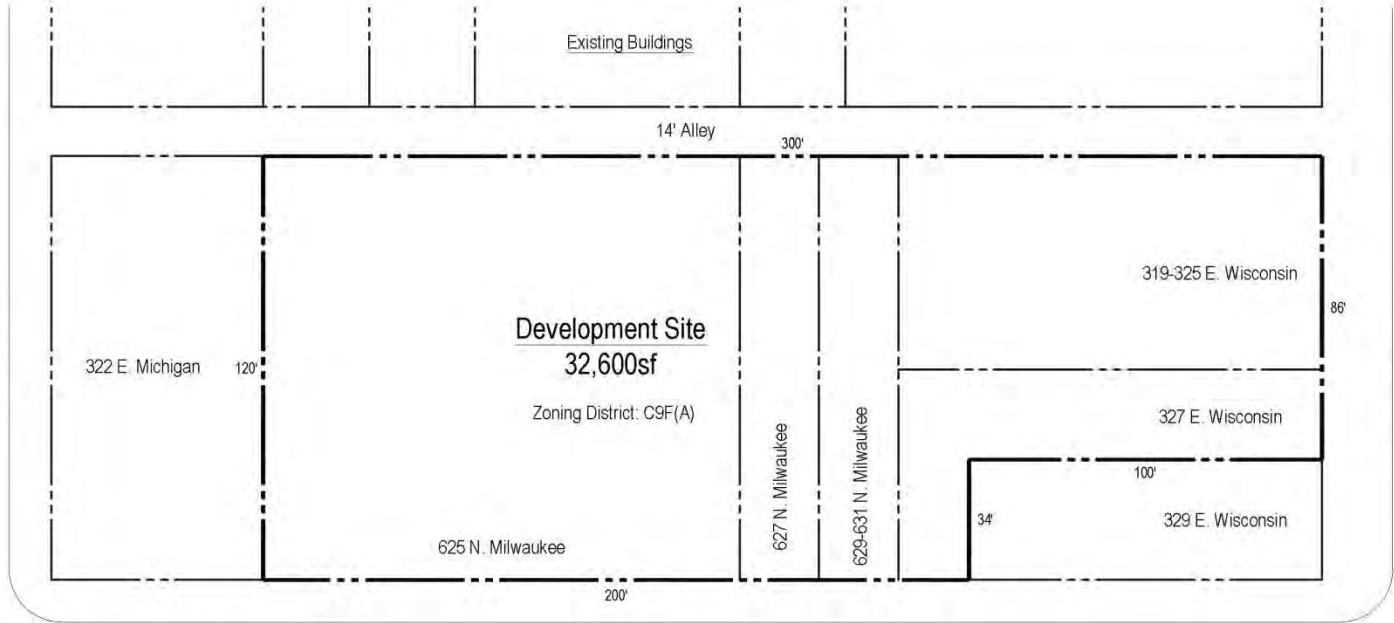 Existing Buildings
14' Alley
300'
319-325 E. Wisconsin
86'
Development Site
32,600sf
322 E. Michigan
120'
Zoning District: C9F(A)
327 E. Wisconsin
100'
627 N. Milwaukee
629-631 N. Milwaukee
34'
329 E. Wisconsin
625 N. Milwaukee
200'